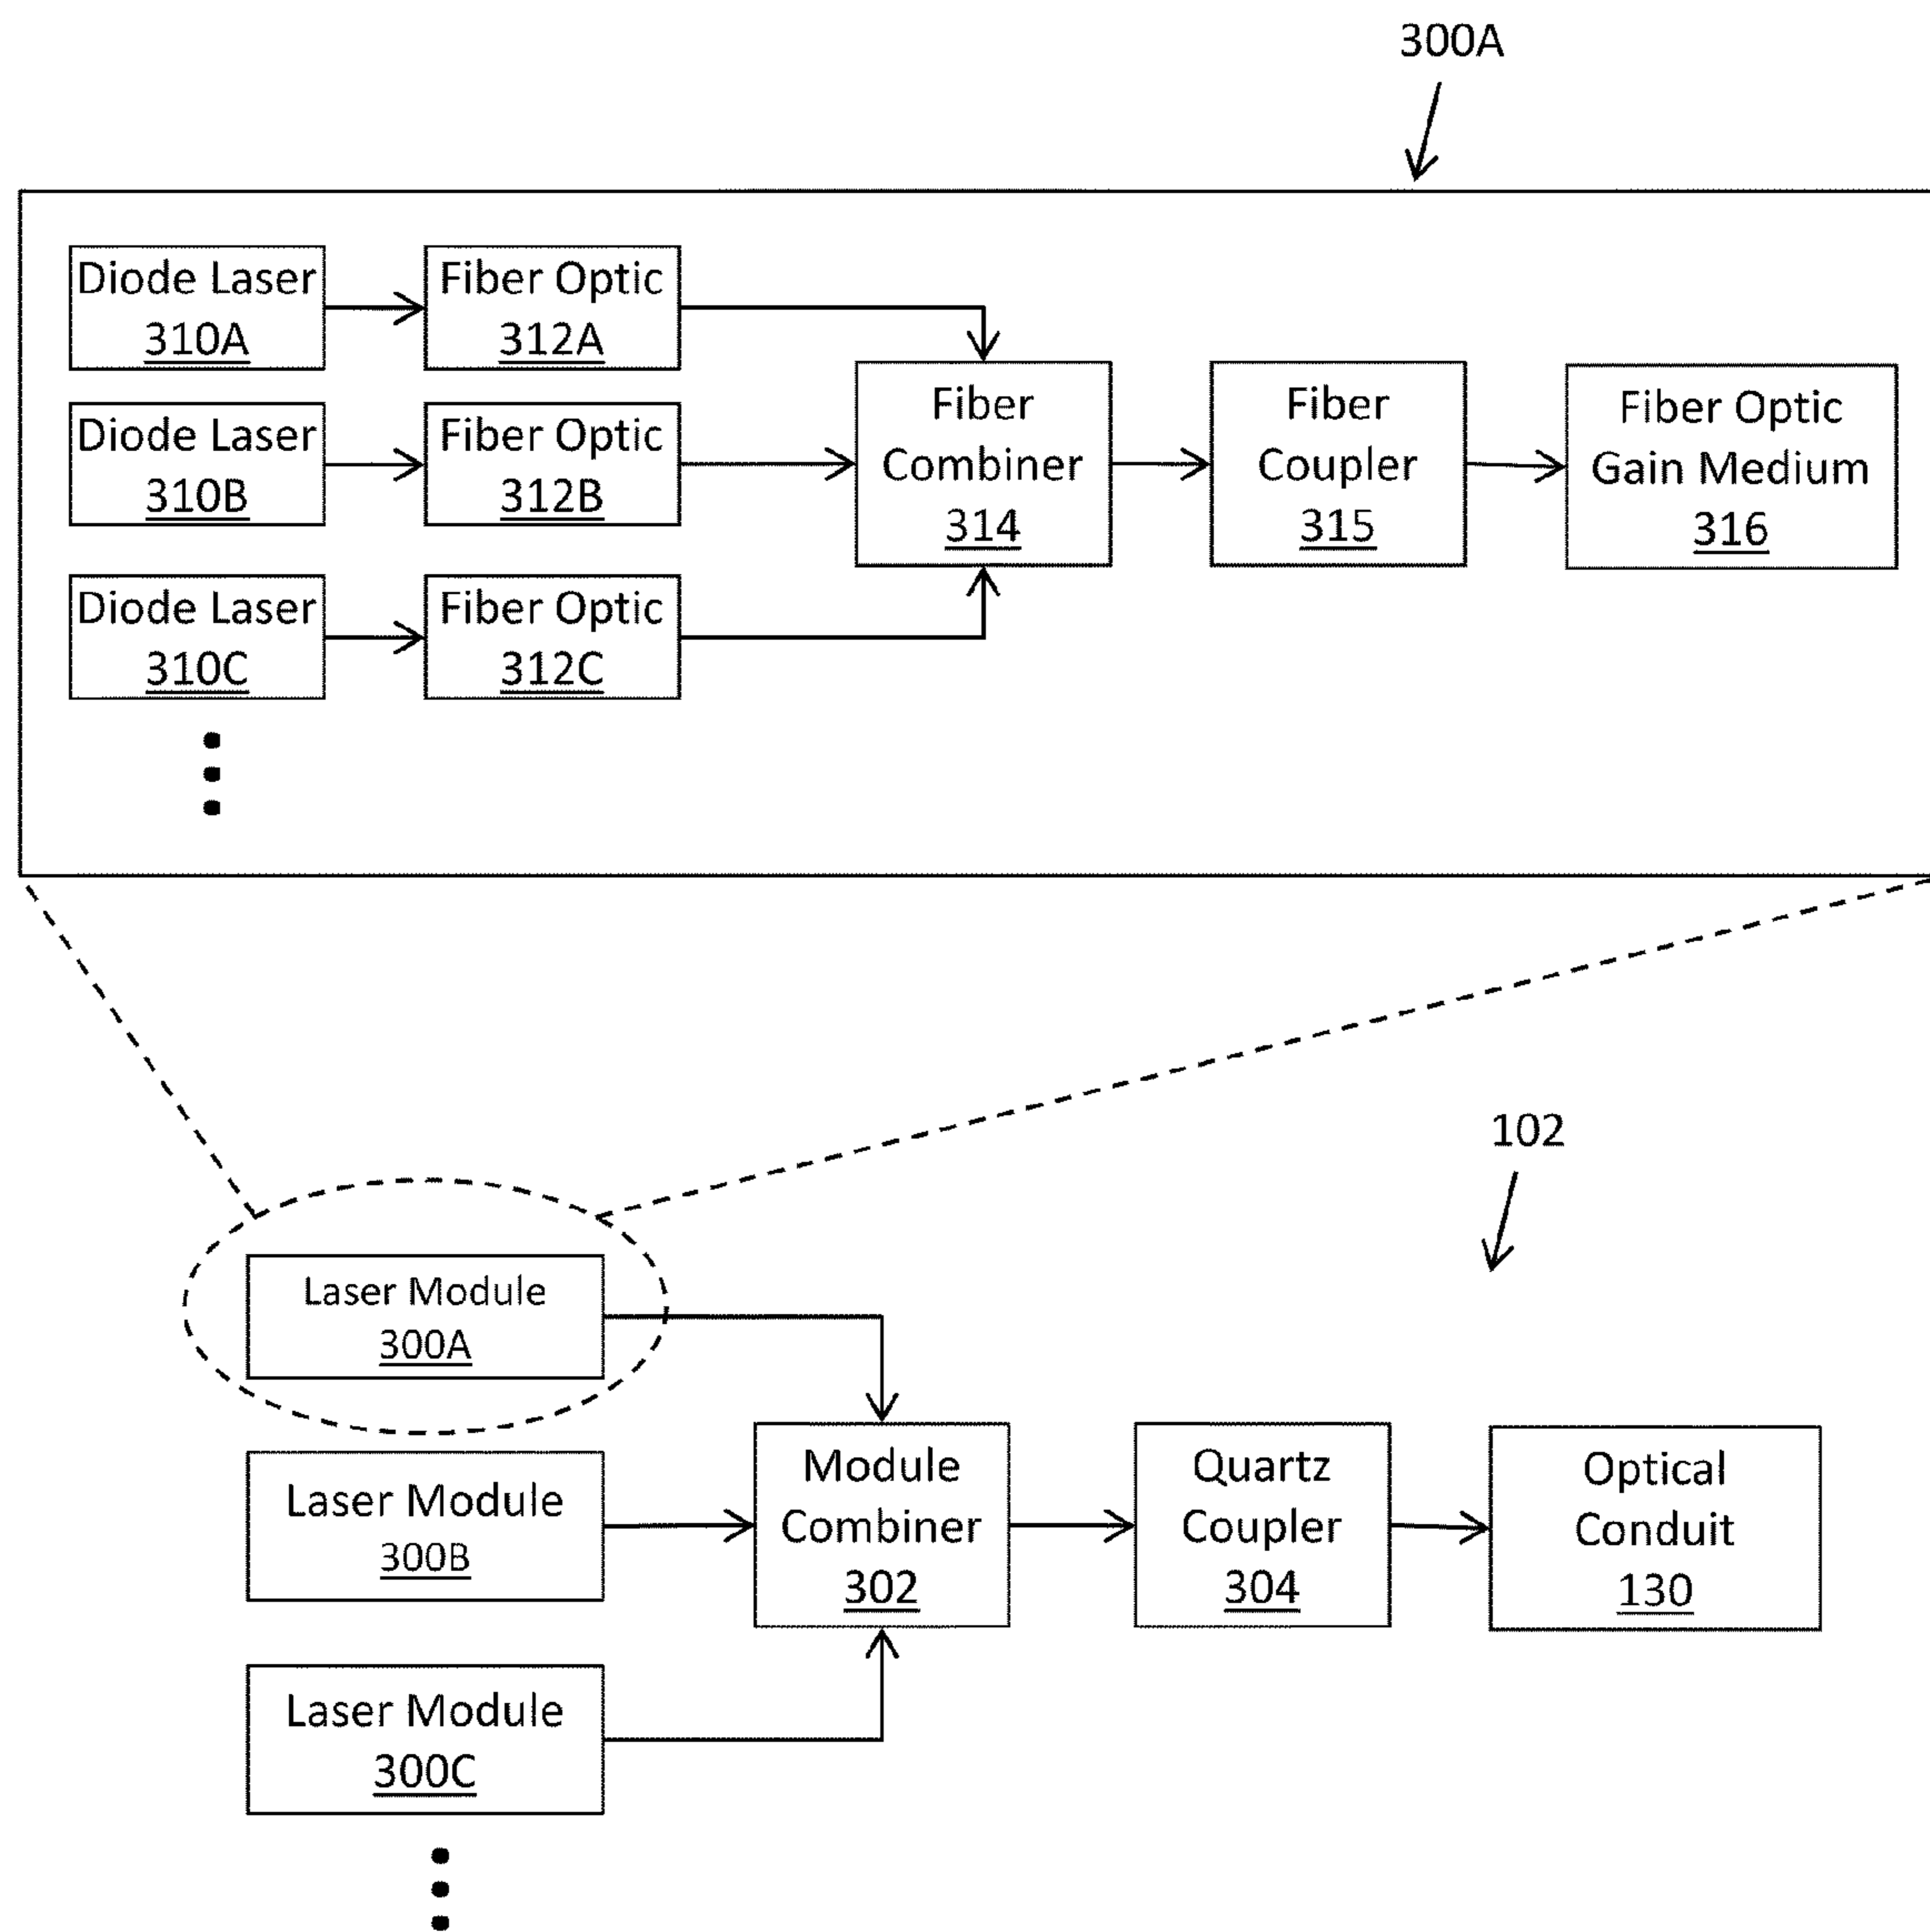 300A
Diode Laser
310A
Fiber Optic
312A
Diode Laser
310B
Fiber Optic
312B
Diode Laser
310C
Fiber Optic
312C
Fiber
Combiner
314
Fiber
Coupler
315
Fiber Optic
Gain Medium
316
102
Laser Module
300A
Laser Module
300B
Laser Module
300C
Module
Combiner
302
Quartz
Coupler
304
Optical
Conduit
130